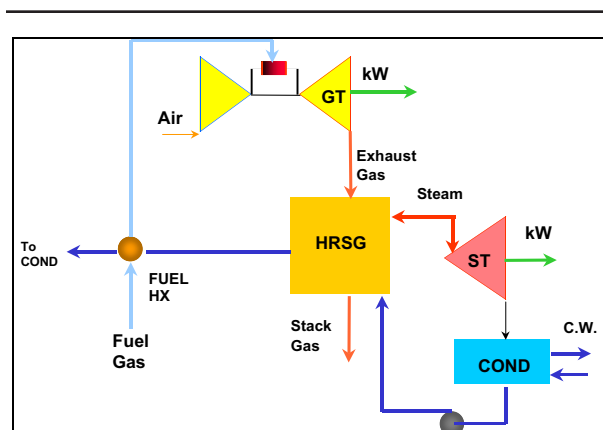 kW
GT
Air
Exhaust
Gas
Steam
kW
To
COND
HRSG
ST
FUEL
HX
Fuel
Gas
Stack
Gas
C.W.
COND